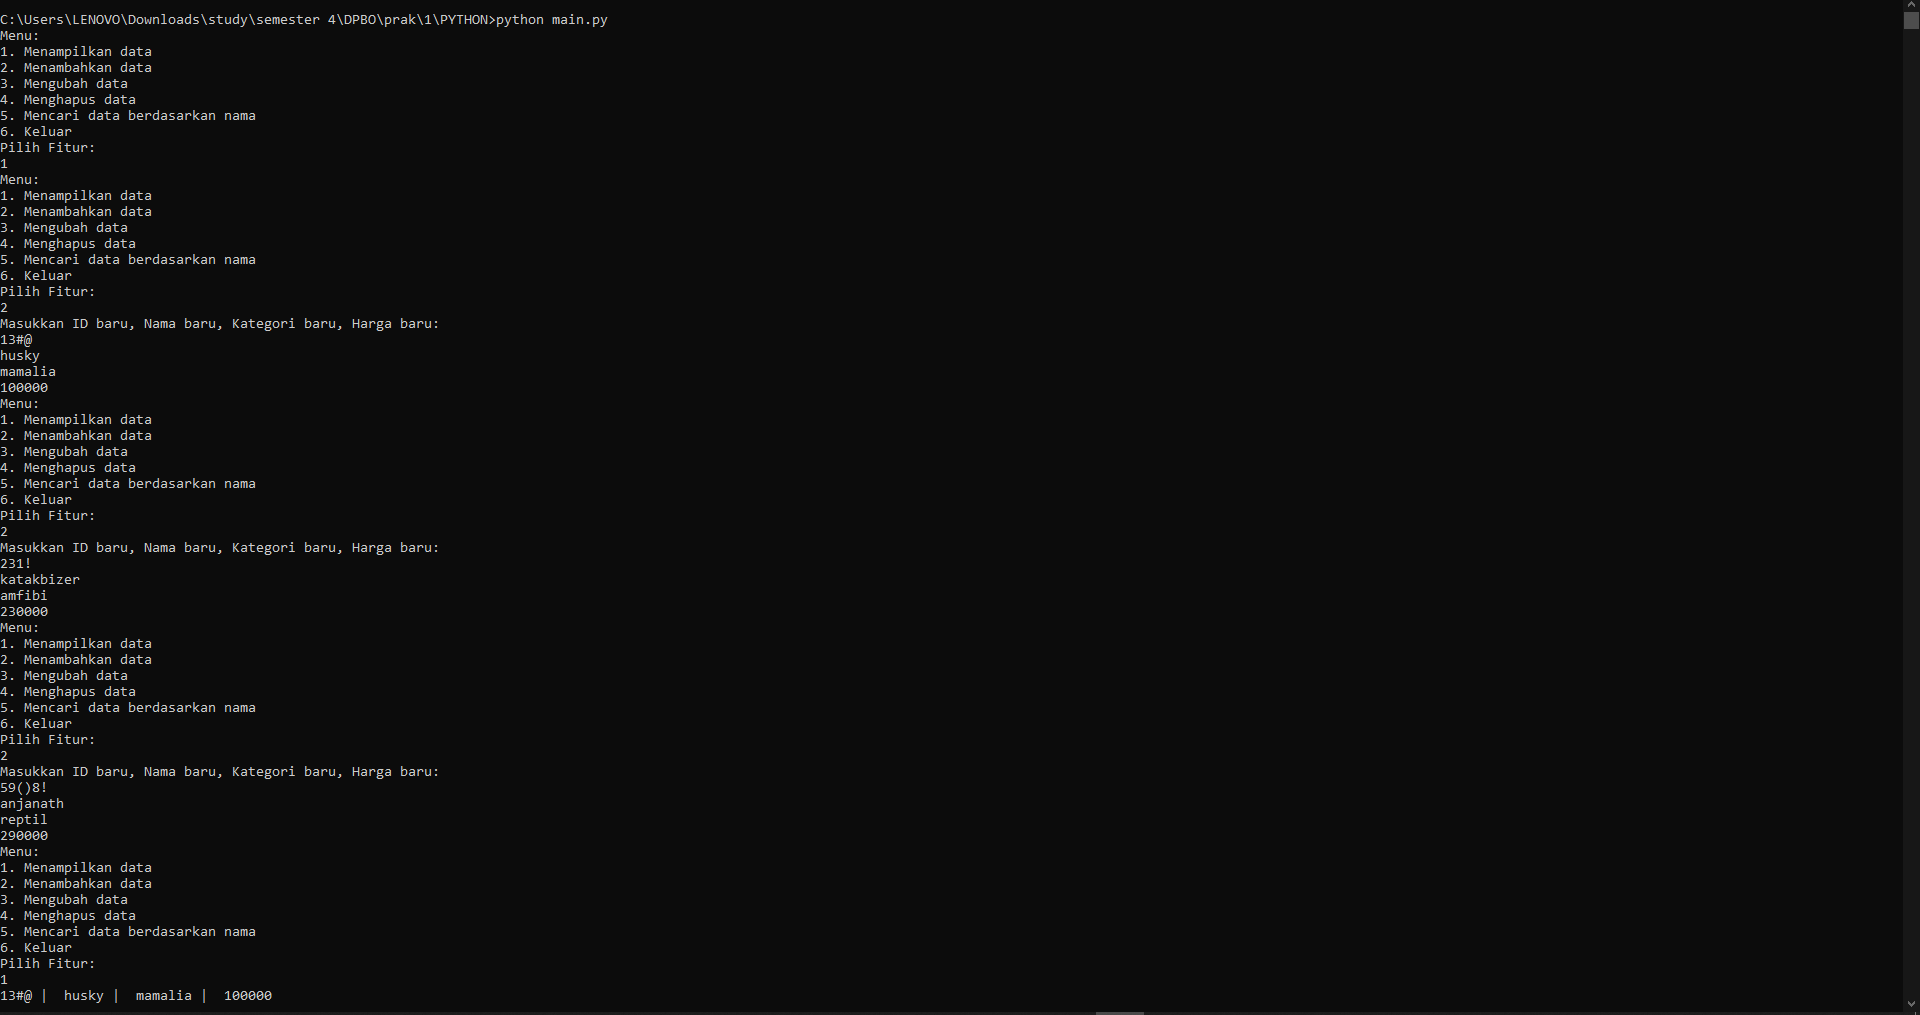 C:\Users\LENOVO\Downloads\study\semester 4\DPBO\prak\1\PYTHON>python main.py
Menu:
1. Menampilkan data
2. Menambahkan data
3. Mengubah data
4. Menghapus data
5. Mencari data berdasarkan nama
6. Keluar
Pilih Fitur:
1
Menu:
1. Menampilkan data
2. Menambahkan data
3. Mengubah data
4. Menghapus data
5. Mencari data berdasarkan nama
6. Keluar
Pilih Fitur:
2
Masukkan ID baru, Nama baru, Kategori baru, Harga baru:
13#@
husky
mamalia
100000
Menu:
1. Menampilkan data
2. Menambahkan data
3. Mengubah data
4. Menghapus data
5. Mencari data berdasarkan nama
6. Keluar
Pilih Fitur:
2
Masukkan ID baru, Nama baru, Kategori baru, Harga baru:
231!
katakbizer
amfibi
230000
Menu:
1. Menampilkan data
2. Menambahkan data
3. Mengubah data
4. Menghapus data
5. Mencari data berdasarkan nama
6. Keluar
Pilih Fitur:
2
Masukkan ID baru, Nama baru, Kategori baru, Harga baru:
59()8!
anjanath
reptil
290000
Menu:
1. Menampilkan data
2. Menambahkan data
3. Mengubah data
4. Menghapus data
5. Mencari data berdasarkan nama
6. Keluar
Pilih Fitur:
1
13#@ |  husky |  mamalia |  100000